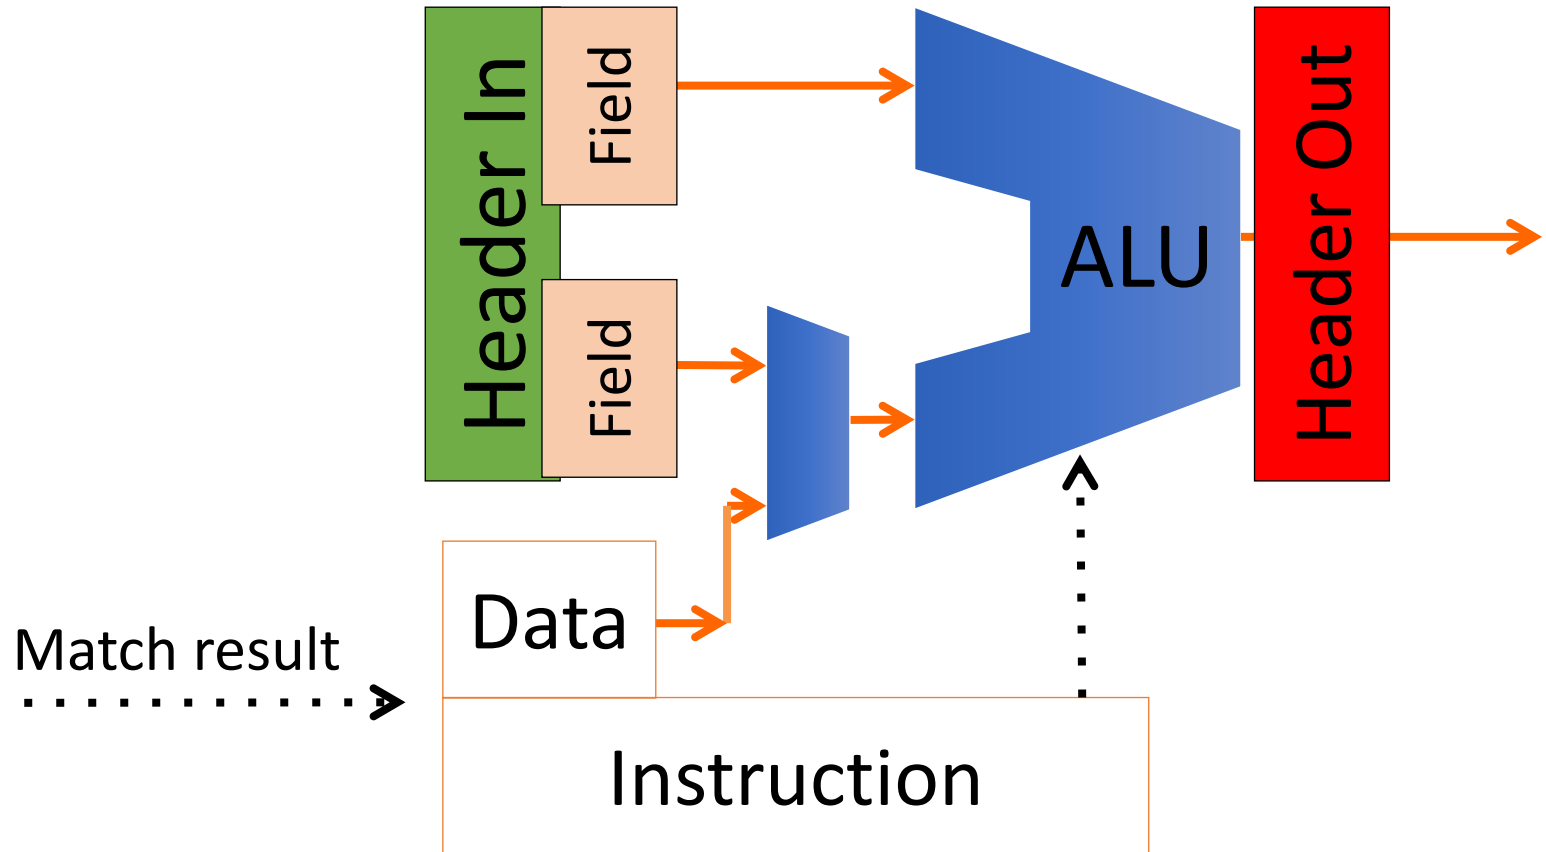 Header In
Field
Field
ALU
Header Out
Data
Match result
Instruction